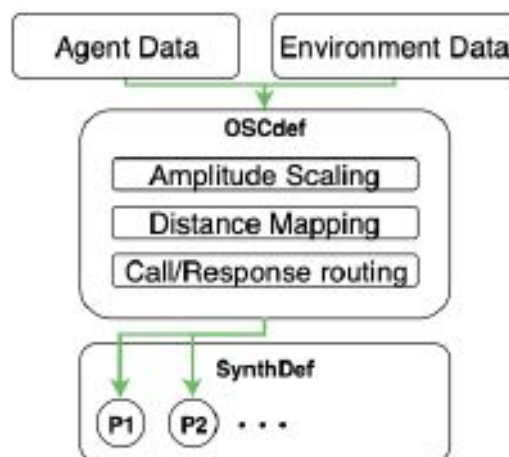 Agent Data
Environment Data
OSCdef
Amplitude Scaling
Distance Mapping
Call/Response routing
SynthDef
P1 P2 . . .